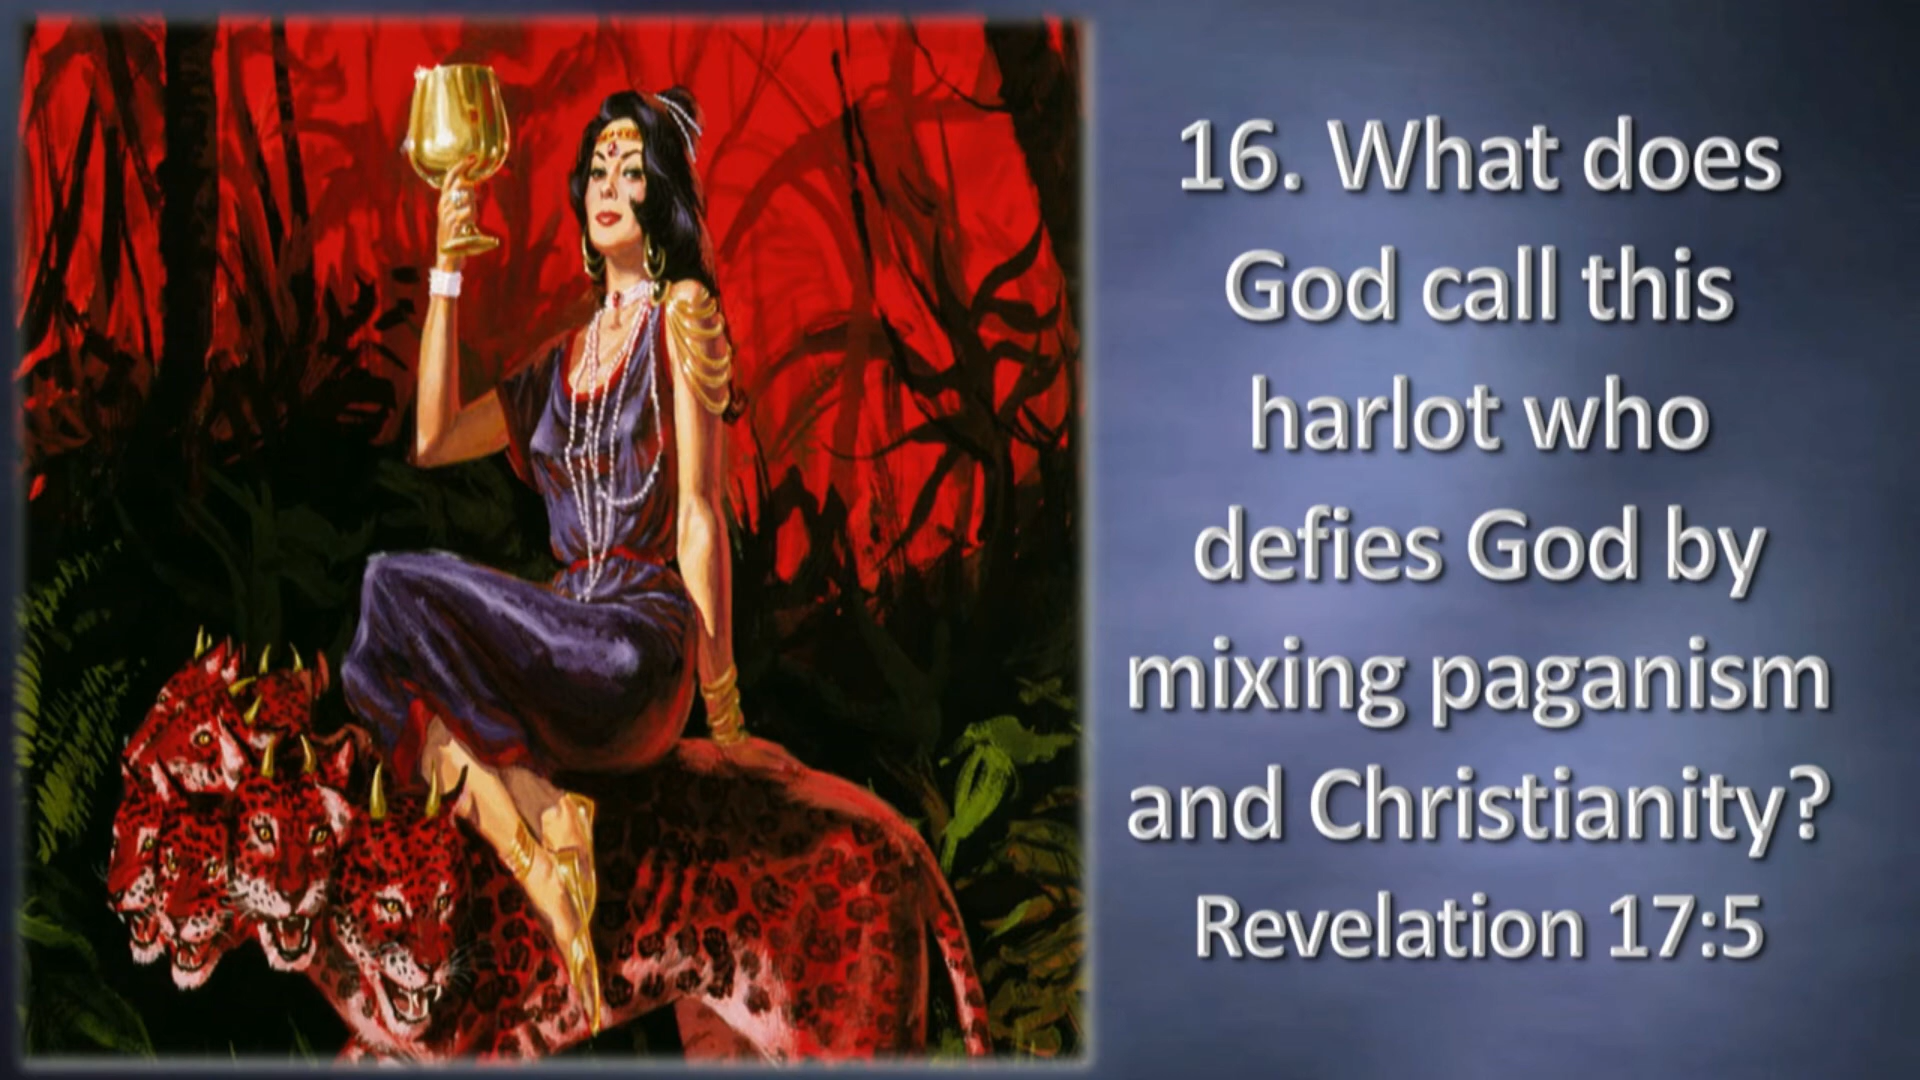 16. What does
God call this
harlot who
defies God by
mixing paganism
and Christianity?
Revelation 17:5